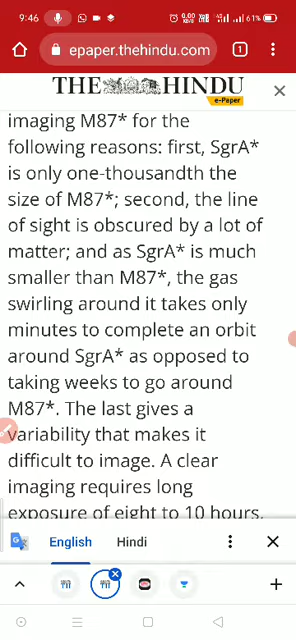 9:46
0.00
KB/S
61%
epaper.thehindu.com
1
THE HINDU
e-Paper
imaging M87* for the
following reasons: first, SgrA*
is only one-thousandth the
size of M87*; second, the line
of sight is obscured by a lot of
matter; and as SgrA* is much
smaller than M87*, the gas
swirling around it takes only
minutes to complete an orbit
around SgrA* as opposed to
taking weeks to go around
M87*. The last gives a
variability that makes it
difficult to image. A clear
imaging requires long
exposure of eight to 10 hours,
English Hindi